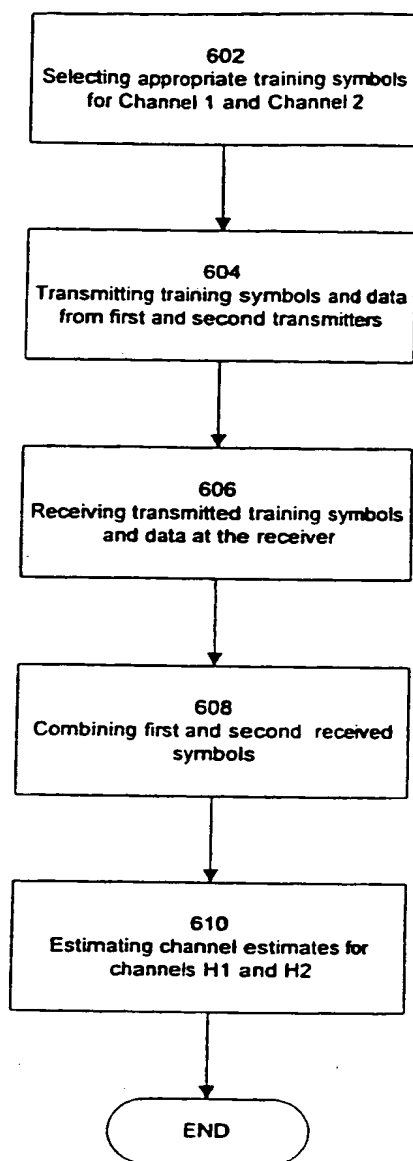 602
Selecting appropriate training symbols
for Channel 1 and Channel 2
604
Transmitting training symbols and data
from first and second transmitters
606
Receiving transmitted training symbols
and data at the receiver
608
Combining first and second received
symbols
610
Estimating channel estimates for
channels H1 and H2
END